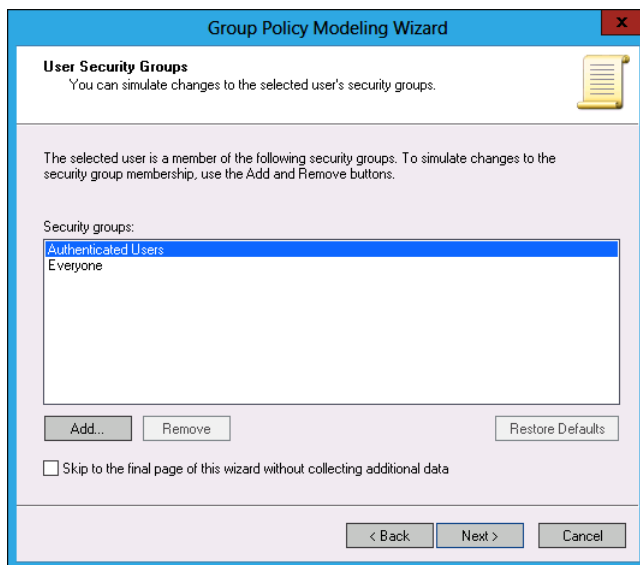 Group Policy Modeling Wizard
x
User Security Groups
You can simulate changes to the selected user's security groups.
The selected user is a member of the following security groups. To simulate changes to the
security group membership, use the Add and Remove buttons.
Security groups:
Authenticated Users
Everyone
Add... Remove Restore Defaults
Skip to the final page of this wizard without collecting additional data
< Back Next > Cancel